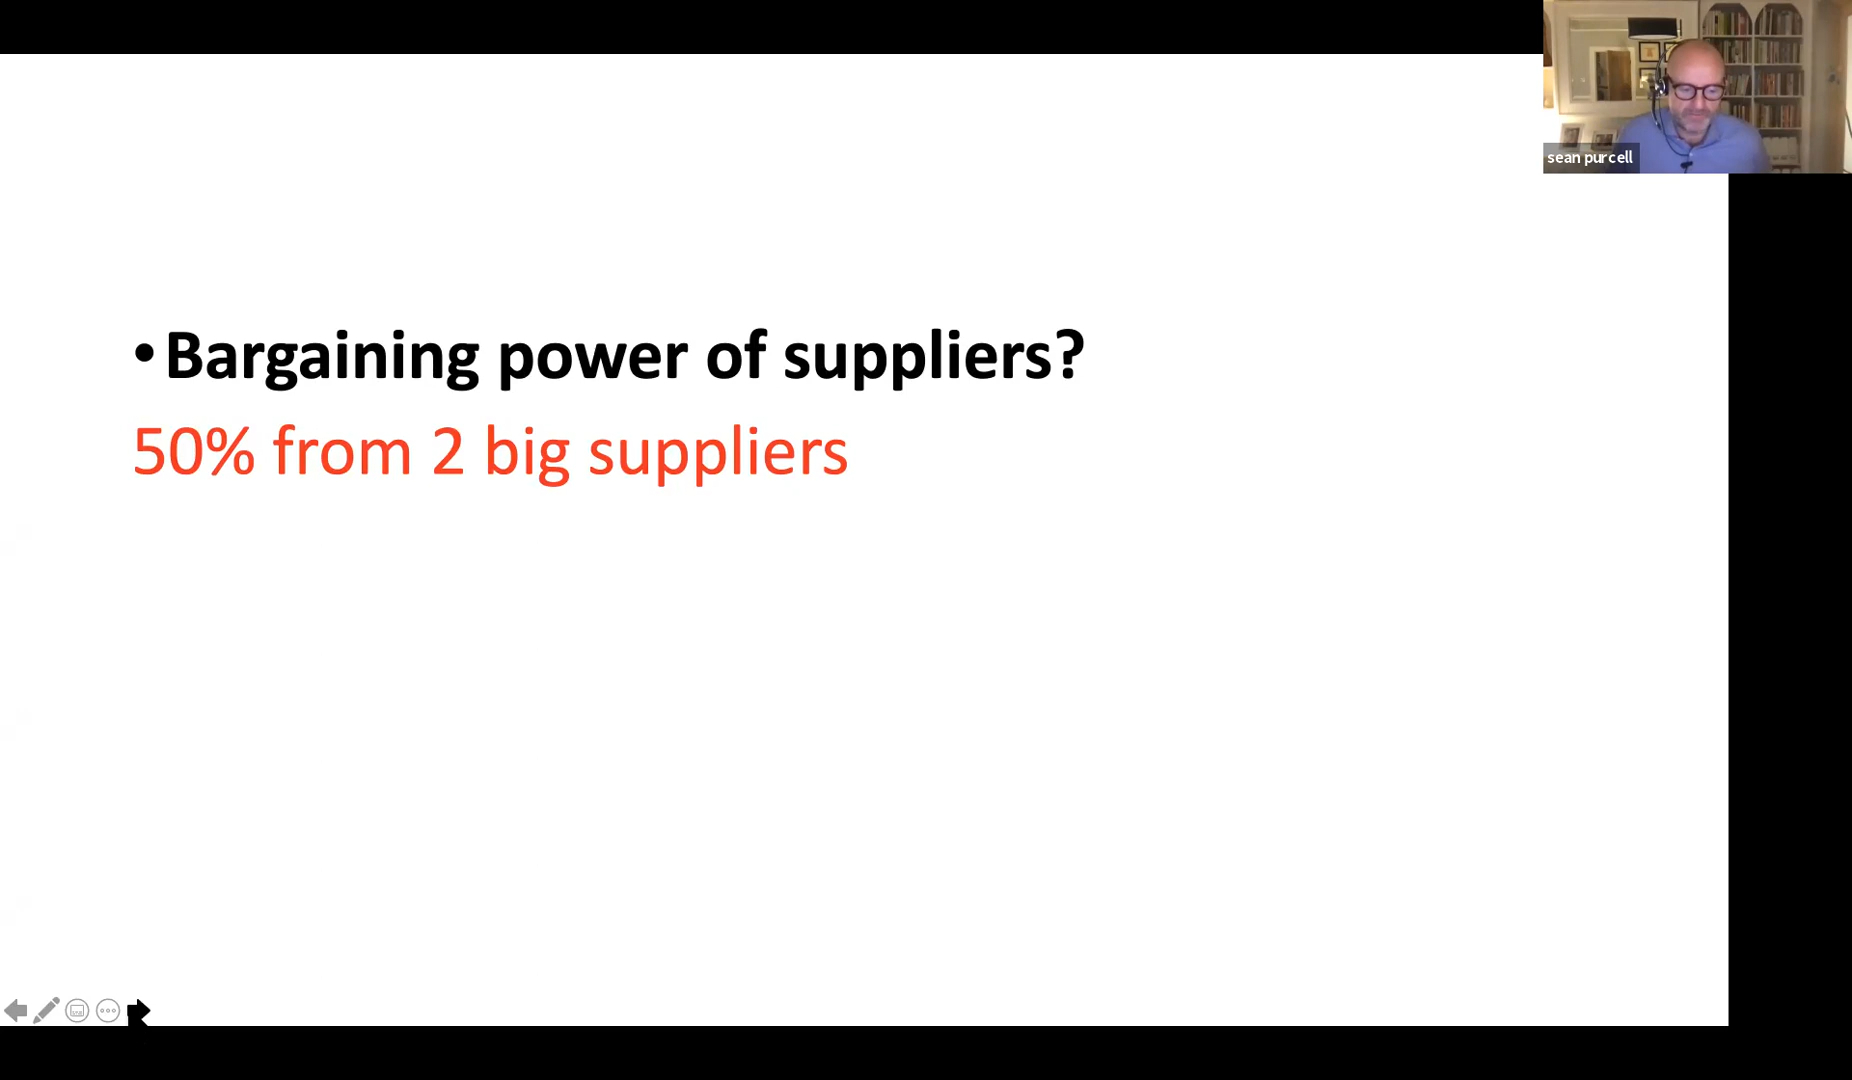 sean purcell
• Bargaining power of suppliers?
50% from 2 big suppliers